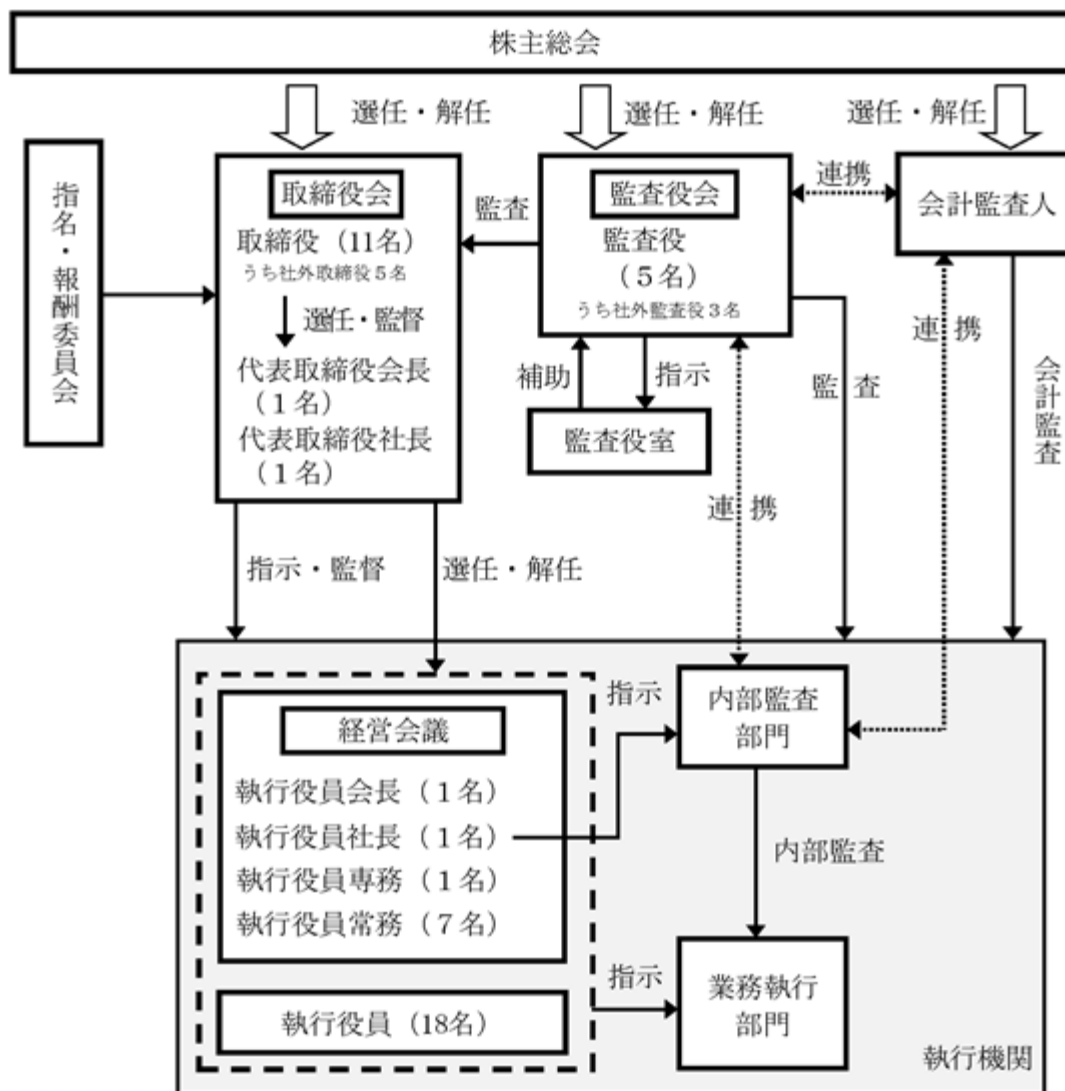 株主総会
選任・解任
選任・解任
選任・解任
指名・報酬委員会
取締役会
取締役（11名）
うち社外取締役５名
選任・監督
代表取締役会長
（１名）
代表取締役社長
（１名）
監査
監査役会
監査役
（５名）
うち社外監査役３名
連携
会計監査人
補助
指示
監査役室
監査
連携
会計監査
連携
指示・監督
選任・解任
経営会議
執行役員会長（１名）
執行役員社長（１名）
執行役員専務（１名）
執行役員常務（７名）
執行役員（18名）
指示
内部監査
部門
内部監査
指示
業務執行
部門
執行機関